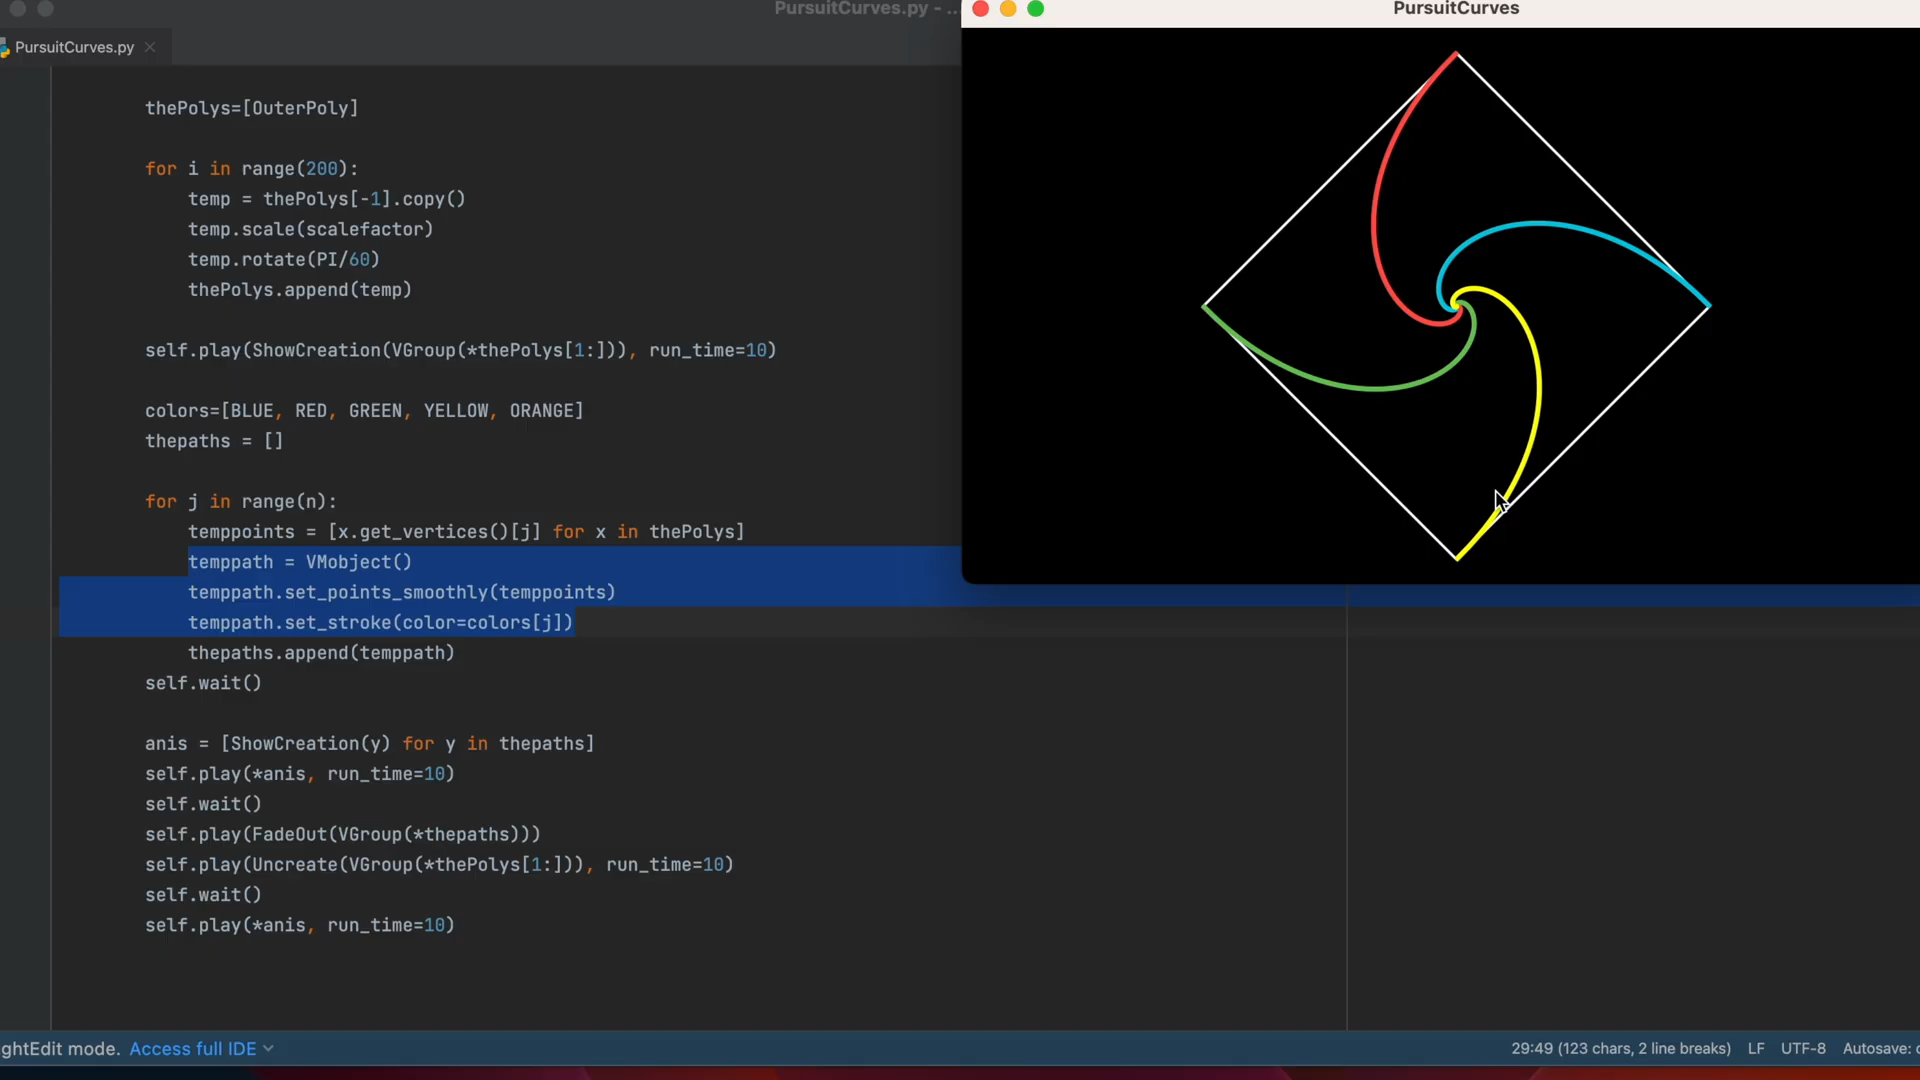 PursuitCurves.py - ...
PursuitCurves
PursuitCurves.py
thePolys=[OuterPoly]
for i in range(200):
temp = thePolys[-1].copy()
temp.scale(scalefactor)
temp.rotate(PI/60)
thePolys.append(temp)
self.play(ShowCreation(VGroup(*thePolys[1:])), run_time=10)
colors=[BLUE, RED, GREEN, YELLOW, ORANGE]
thepaths = []
for j in range(n):
temppoints = [x.get_vertices()[j] for x in thePolys]
temppath = VMobject()
temppath.set_points_smoothly(temppoints)
temppath.set_stroke(color=colors[j])
thepaths.append(temppath)
self.wait()
anis = [ShowCreation(y) for y in thepaths]
self.play(*anis, run_time=10)
self.wait()
self.play(FadeOut(VGroup(*thepaths)))
self.play(Uncreate(VGroup(*thePolys[1:])), run_time=10)
self.wait()
self.play(*anis, run_time=10)
ghtEdit mode. Access full IDE
29:49 (123 chars, 2 line breaks) LF UTF-8 Autosave: